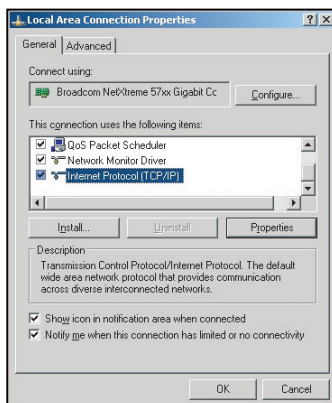 Local Area Connection Properties
General Advanced
Connect using:
Broadcom NetXtreme 57xx Gigabit Cc
Configure...
This connection uses the following items:
QoS Packet Scheduler
Network Monitor Driver
Internet Protocol (TCP/IP)
Install... Uninstall Properties
Description
Transmission Control Protocol/Internet Protocol. The default
wide area network protocol that provides communication
across diverse interconnected networks.
Show icon in notification area when connected
Notify me when this connection has limited or no connectivity
OK Cancel